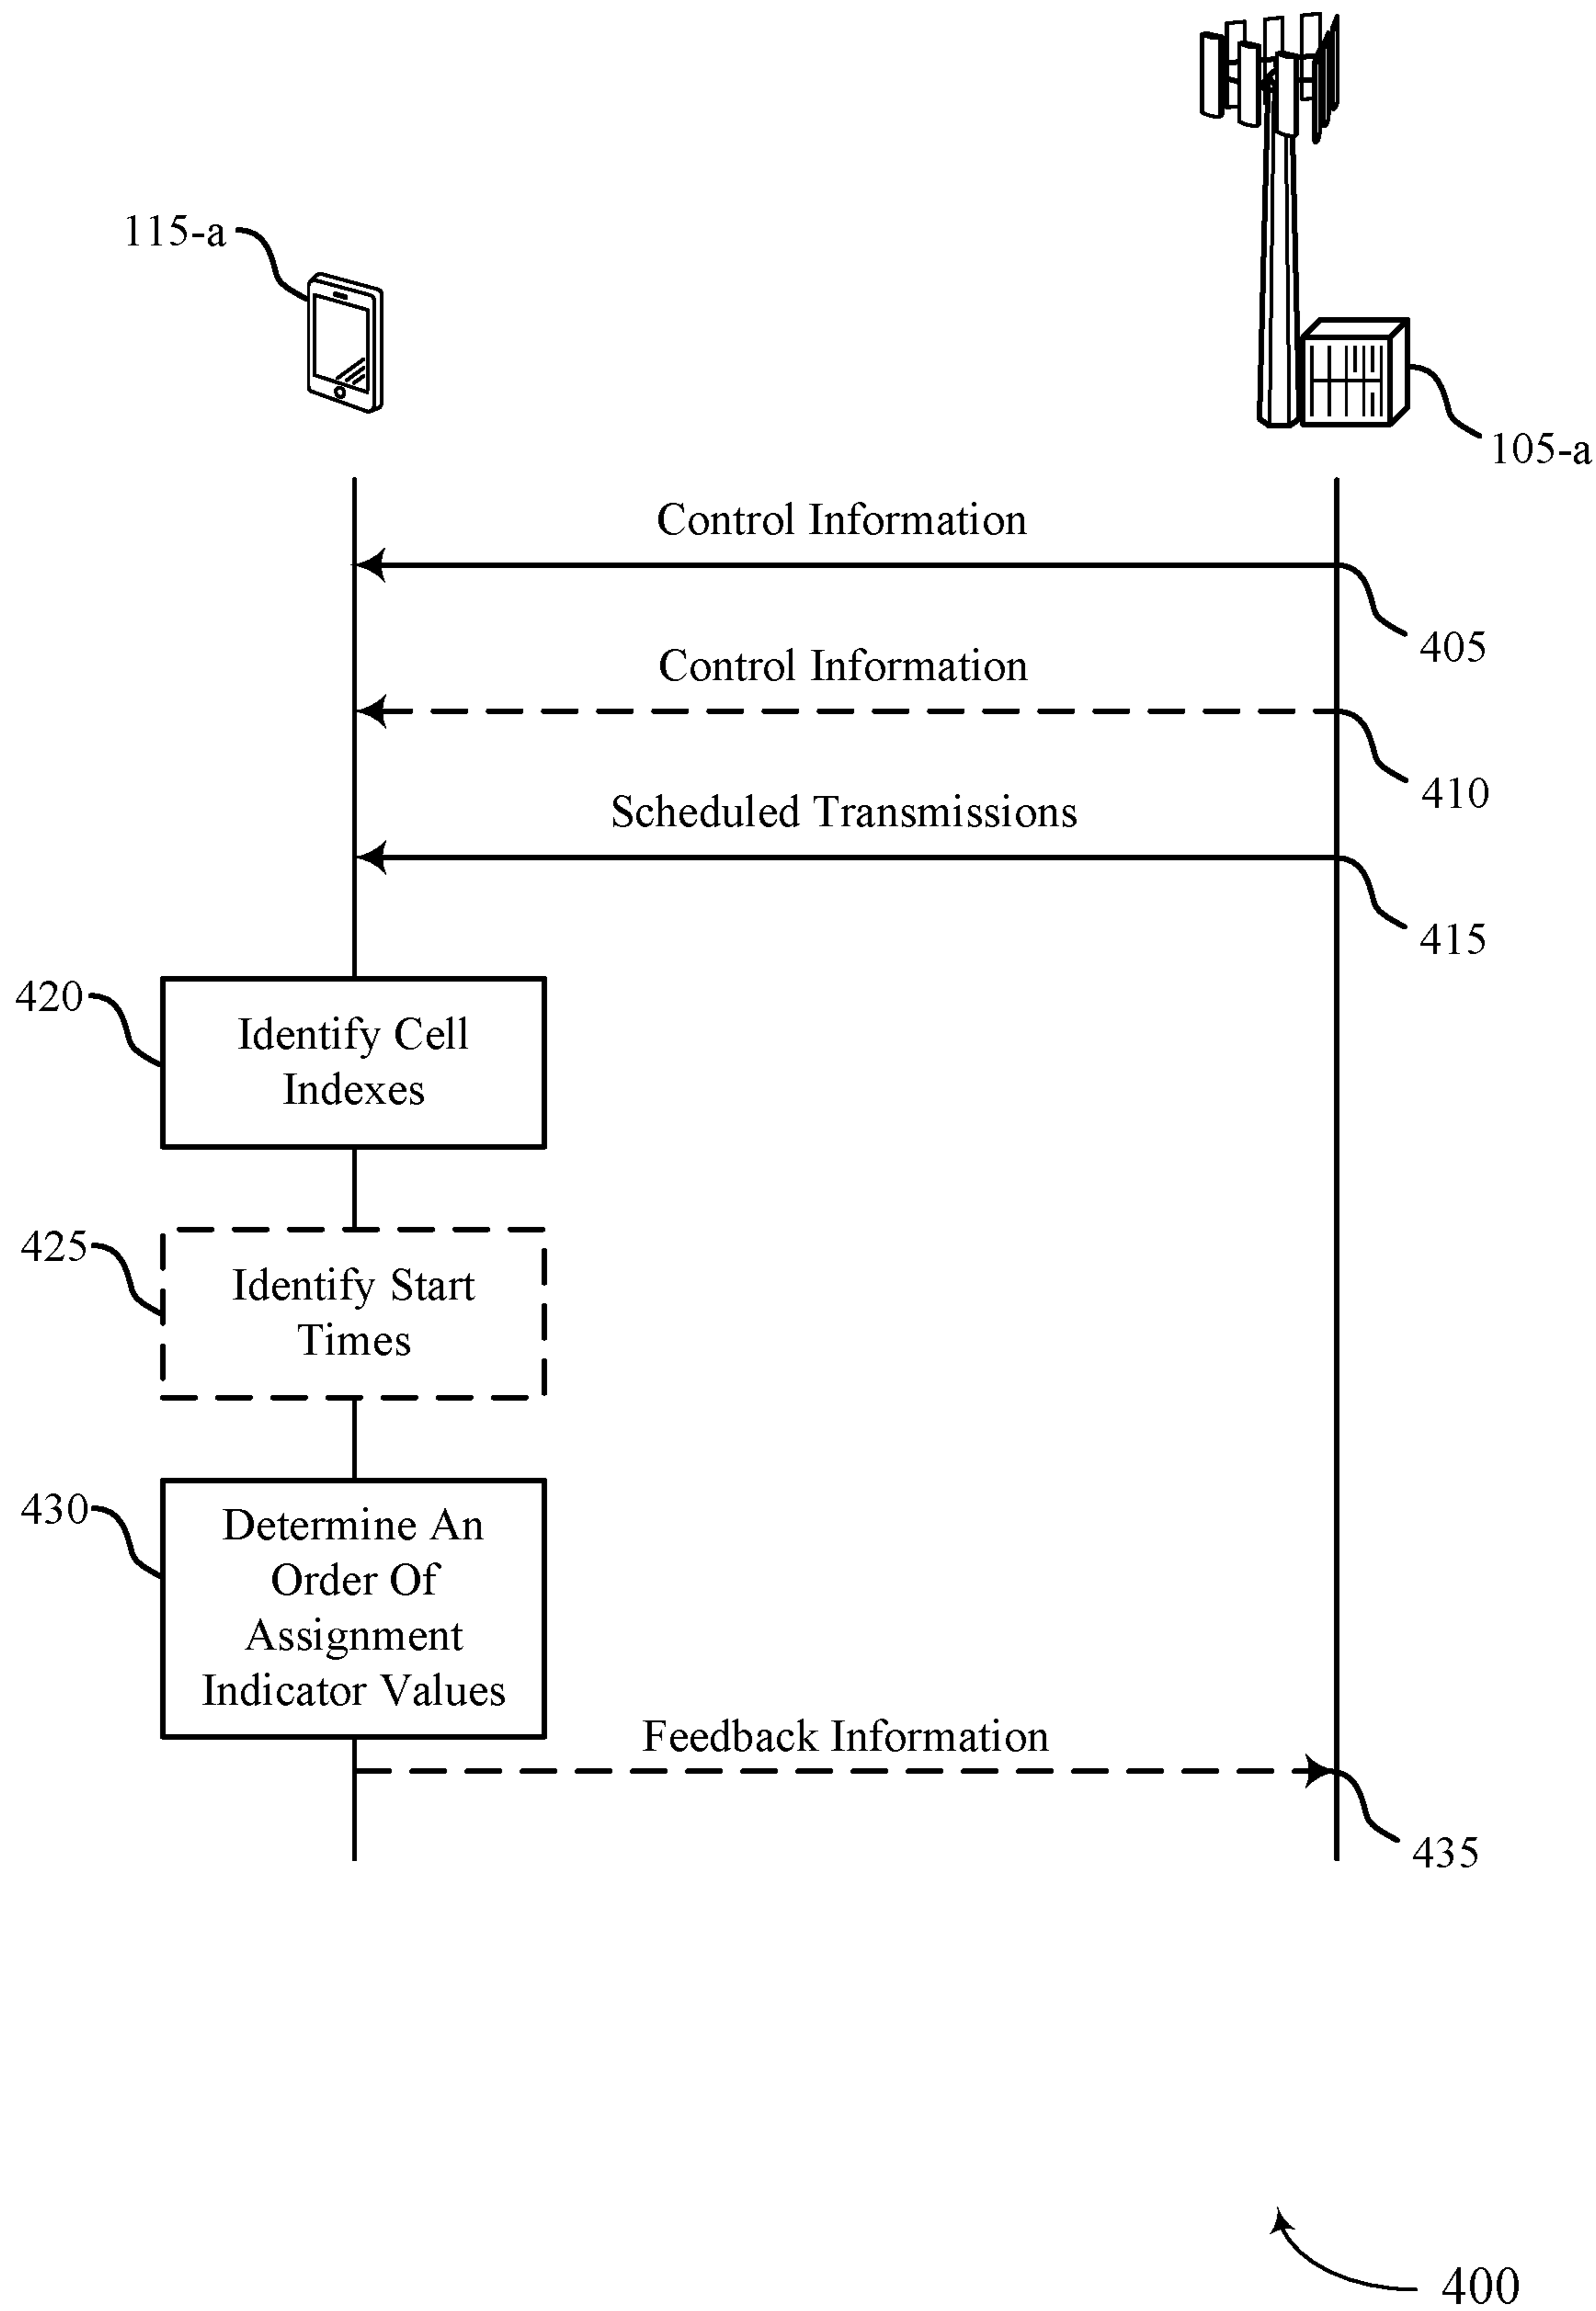 115-a
105-a
Control Information
405
Control Information
410
Scheduled Transmissions
415
420
Identify Cell
Indexes
425
Identify Start
Times
430
Determine An
Order Of
Assignment
Indicator Values
Feedback Information
435
400